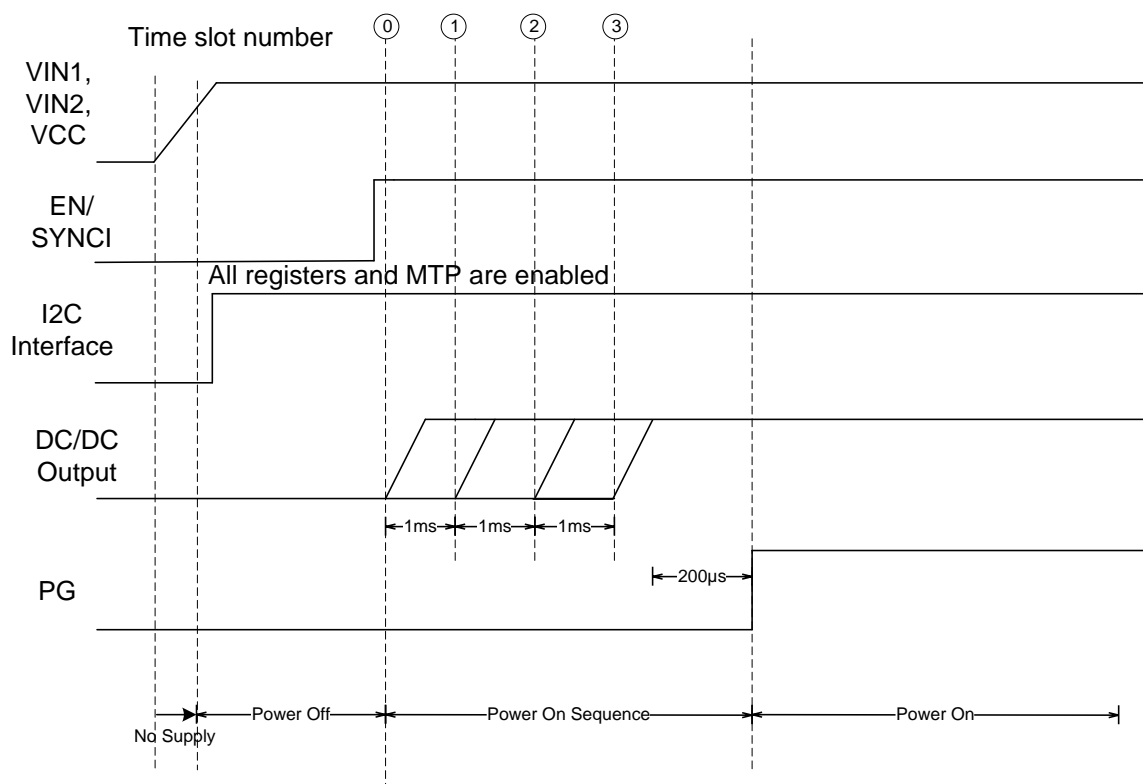 Time slot number
0
1
2
3
VIN1,
VIN2,
VCC
EN/
SYNCI
All registers and MTP are enabled
I2C
Interface
DC/DC
Output
1ms
1ms
1ms
200µs
PG
Power Off
Power On Sequence
Power On
No Supply